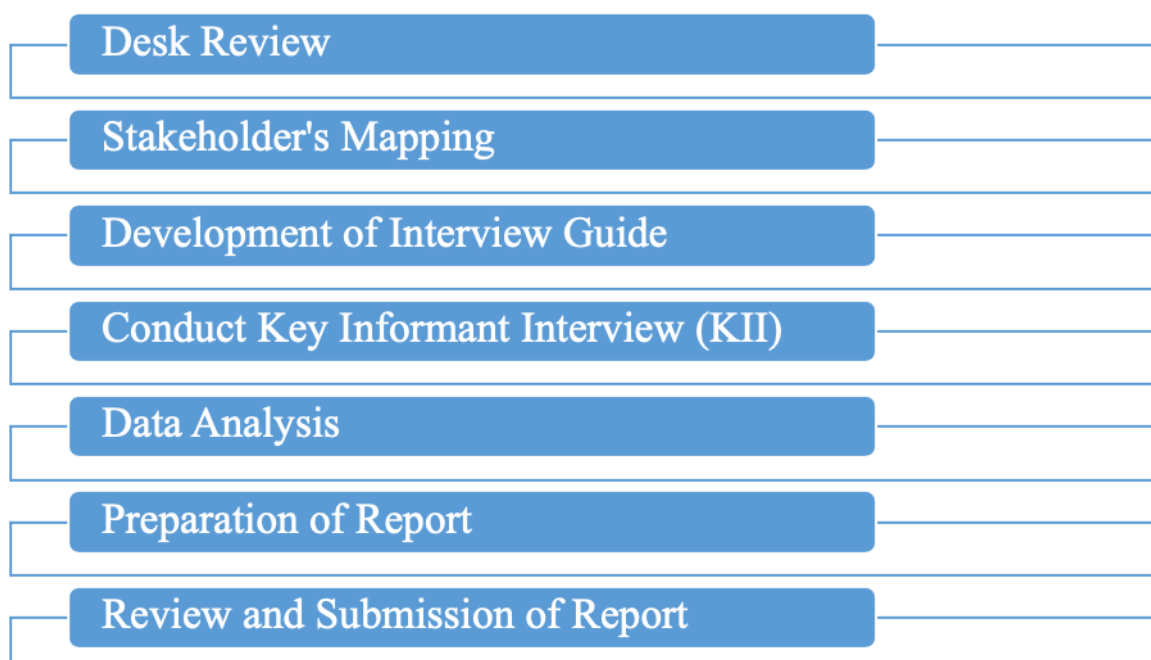 Desk Review
Stakeholder's Mapping
Development of Interview Guide
Conduct Key Informant Interview (KII)
Data Analysis
Preparation of Report
Review and Submission of Report